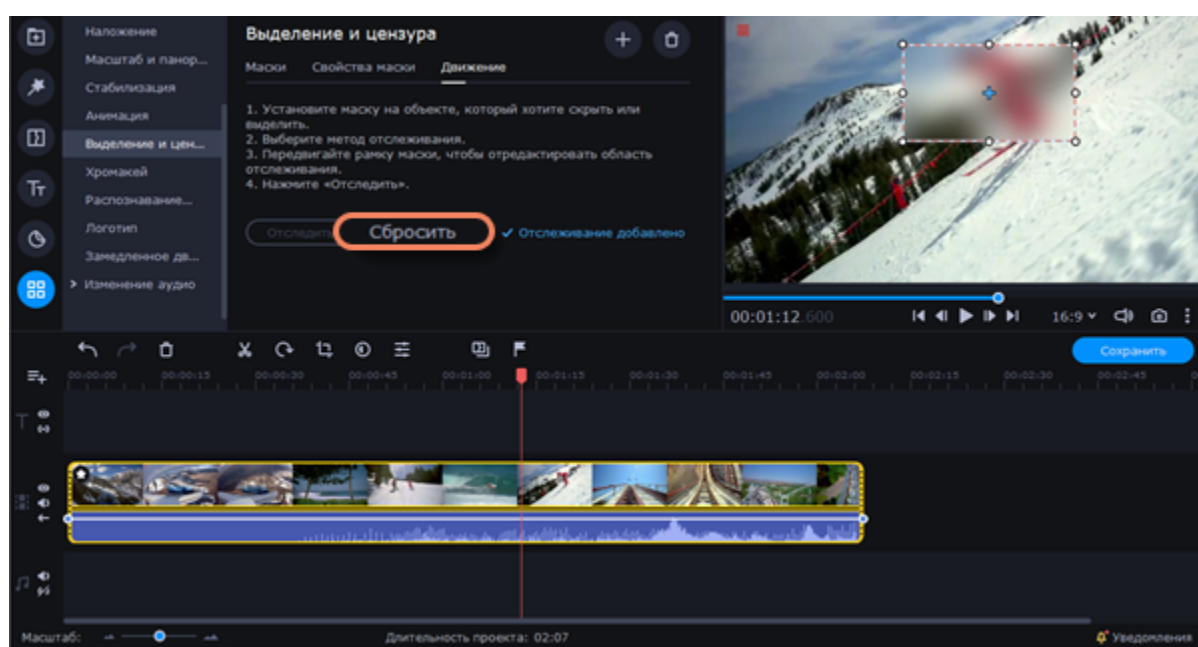 Наложение
Масштаб и панор...
Стабилизация
Анимация
Выделение и цен...
Хромакей
Распознавание...
Логотип
Замедленное дв...
Изменение аудио
Выделение и цензура
Маски Свойства маски Движение
1. Установите маску на объекте, который хотите скрыть или
выделить.
2. Выберите метод отслеживания.
3. Передвигайте рамку маски, чтобы отредактировать область
отслеживания.
4. Нажмите «Отследить».
Отследить Сбросить Отслеживание добавлено
00:01:12.600 16:9
Сохранить
00:00:00 00:00:15 00:00:30 00:00:45 00:01:00 00:01:15 00:01:30 00:01:45 00:02:00 00:02:15 00:02:30 00:02:45
Масштаб: Длительность проекта: 02:07 Уведомления